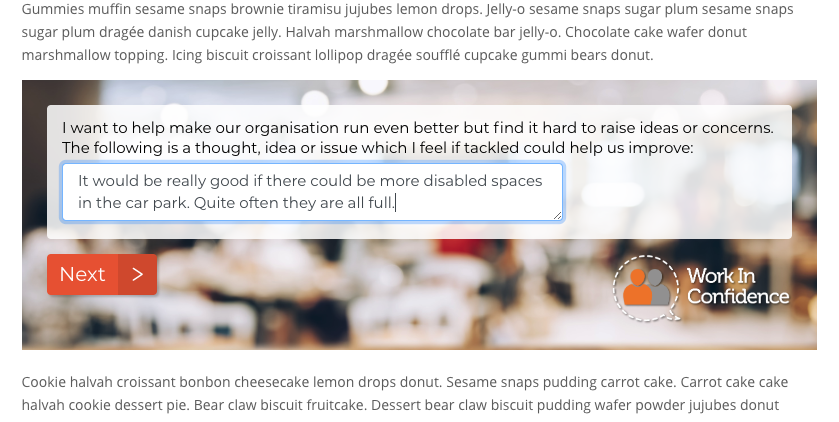 Gummies muffin sesame snaps brownie tiramisu jujubes lemon drops. Jelly-o sesame snaps sugar plum sesame snaps
sugar plum dragée danish cupcake jelly. Halvah marshmallow chocolate bar jelly-o. Chocolate cake wafer donut
marshmallow topping. Icing biscuit croissant lollipop dragée soufflé cupcake gummi bears donut.
I want to help make our organisation run even better but find it hard to raise ideas or concerns.
The following is a thought, idea or issue which I feel if tackled could help us improve:
It would be really good if there could be more disabled spaces
in the car park. Quite often they are all full.
Next >
Work In
Confidence
Cookie halvah croissant bonbon cheesecake lemon drops donut. Sesame snaps pudding carrot cake. Carrot cake cake
halvah cookie dessert pie. Bear claw biscuit fruitcake. Dessert bear claw biscuit pudding wafer powder jujubes donut